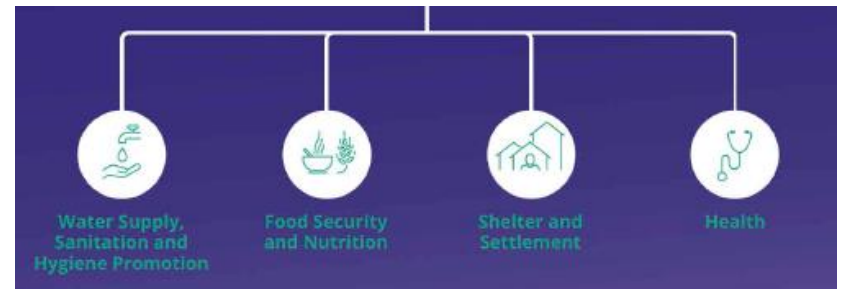 Water Supply,
Sanitation and
Hygiene Promotion
Food Security
and Nutrition
Shelter and
Settlement
Health